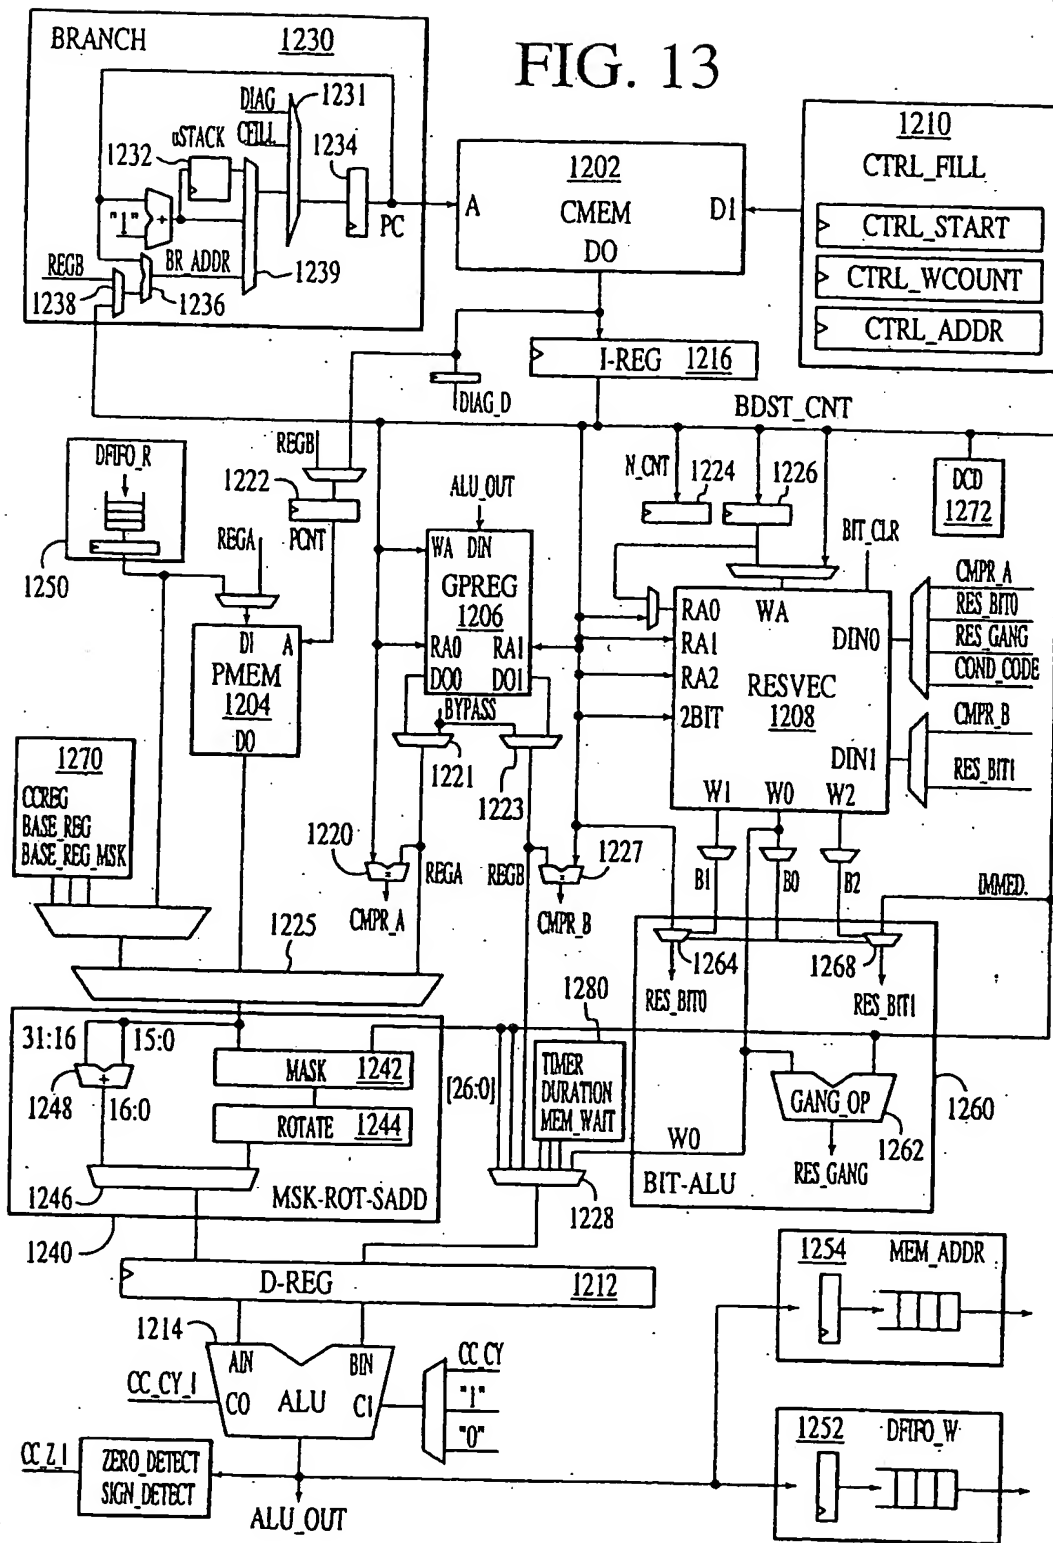 FIG. 13
BRANCH 1230
DIAG
CFILL
1231
uSTACK
1232
1234
"1"
+
PC
BR_ADDR
REGB
1238
1236
1239
1202
CMEM
A
DI
DO
1210
CTRL_FILL
CTRL_START
CTRL_WCOUNT
CTRL_ADDR
I-REG 1216
DIAG_D
BDST_CNT
DFIFO_R
1250
REGB
1222
PCNT
REGA
ALU_OUT
WA DIN
GPREG
1206
RA0 RA1
DO0 DO1
BYPASS
1221
1223
N_CNT
1224
1226
DCD
1272
BIT_CLR
WA
RA0
RA1
RA2
2BIT
RESVEC
1208
DIN0
DIN1
W1 W0 W2
CMPR_A
RES_BIT0
RES_GANG
COND_CODE
CMPR_B
RES_BIT1
DI A
PMEM
1204
DO
1270
CCREG
BASE_REG
BASE_REG_MSK
1220
=
CMPR_A
REGA
REGB
1227
=
CMPR_B
B1
B0
B2
IMMED.
1225
1264
1268
RES_BIT0
RES_BIT1
31:16
15:0
1248
+
16:0
MASK 1242
ROTATE 1244
1246
MSK-ROT-SADD
1240
[26:0]
1280
TIMER
DURATION
MEM_WAIT
W0
1228
GANG_OP
1262
RES_GANG
1260
BIT-ALU
D-REG 1212
1214
AIN BIN
CO ALU CI
CC_CY_I
CC_CY
"1"
"0"
CC_Z_I
ZERO_DETECT
SIGN_DETECT
ALU_OUT
1254 MEM_ADDR
1252 DFIFO_W